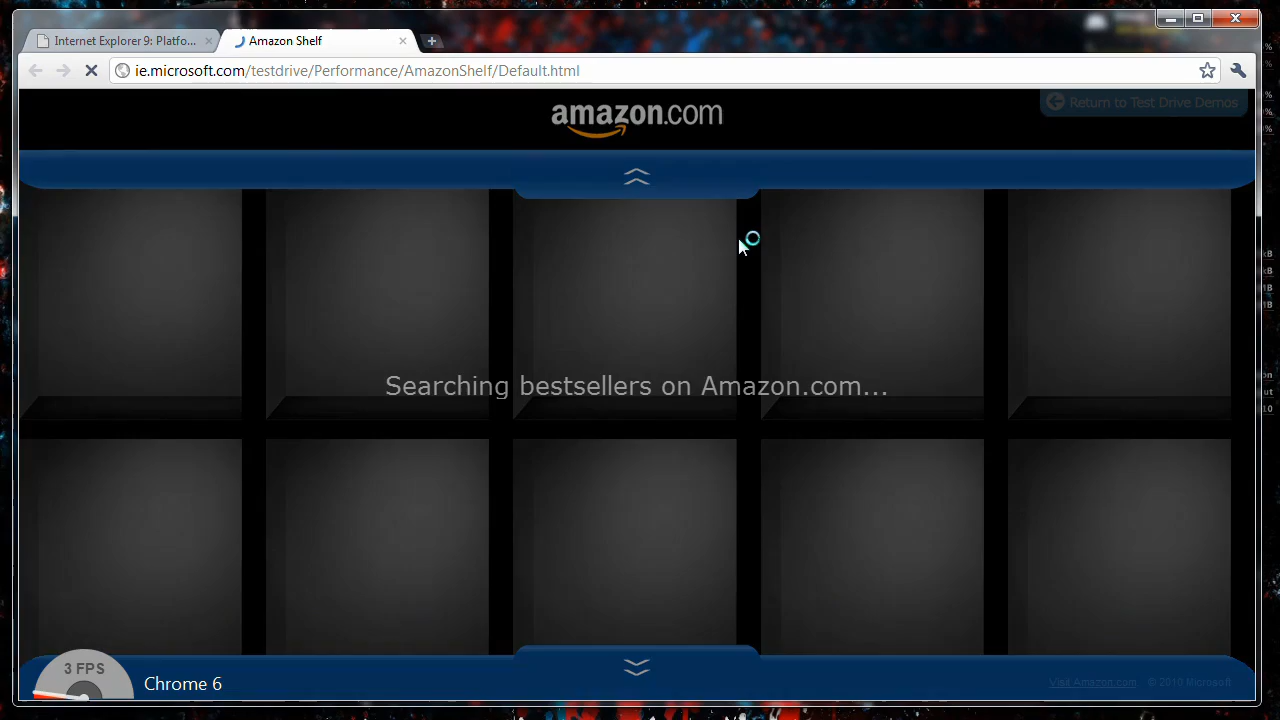 Internet Explorer 9: Platfo...
Amazon Shelf
ie.microsoft.com/testdrive/Performance/AmazonShelf/Default.html
amazon.com
Return to Test Drive Demos
Searching bestsellers on Amazon.com...
3 FPS
Chrome 6
Visit Amazon.com
© 2010 Microsoft